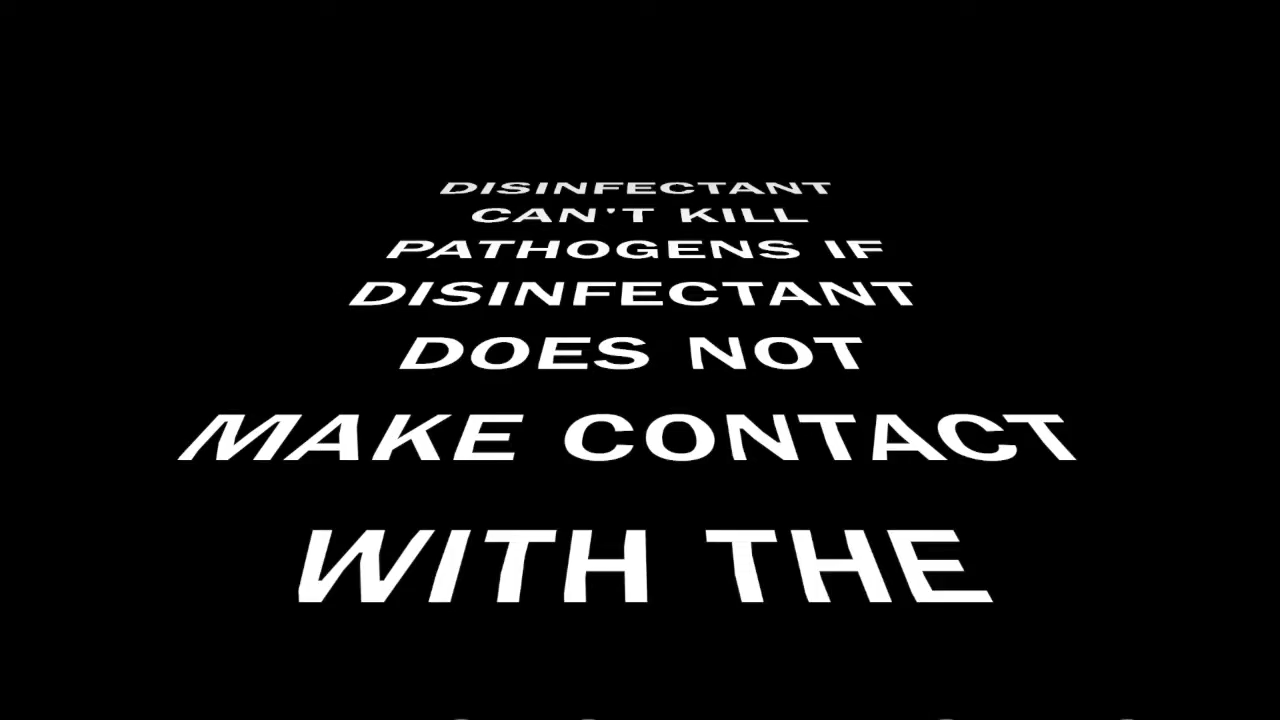 DISINFECTANT
CAN'T KILL
PATHOGENS IF
DISINFECTANT
DOES NOT
MAKE CONTACT
WITH THE